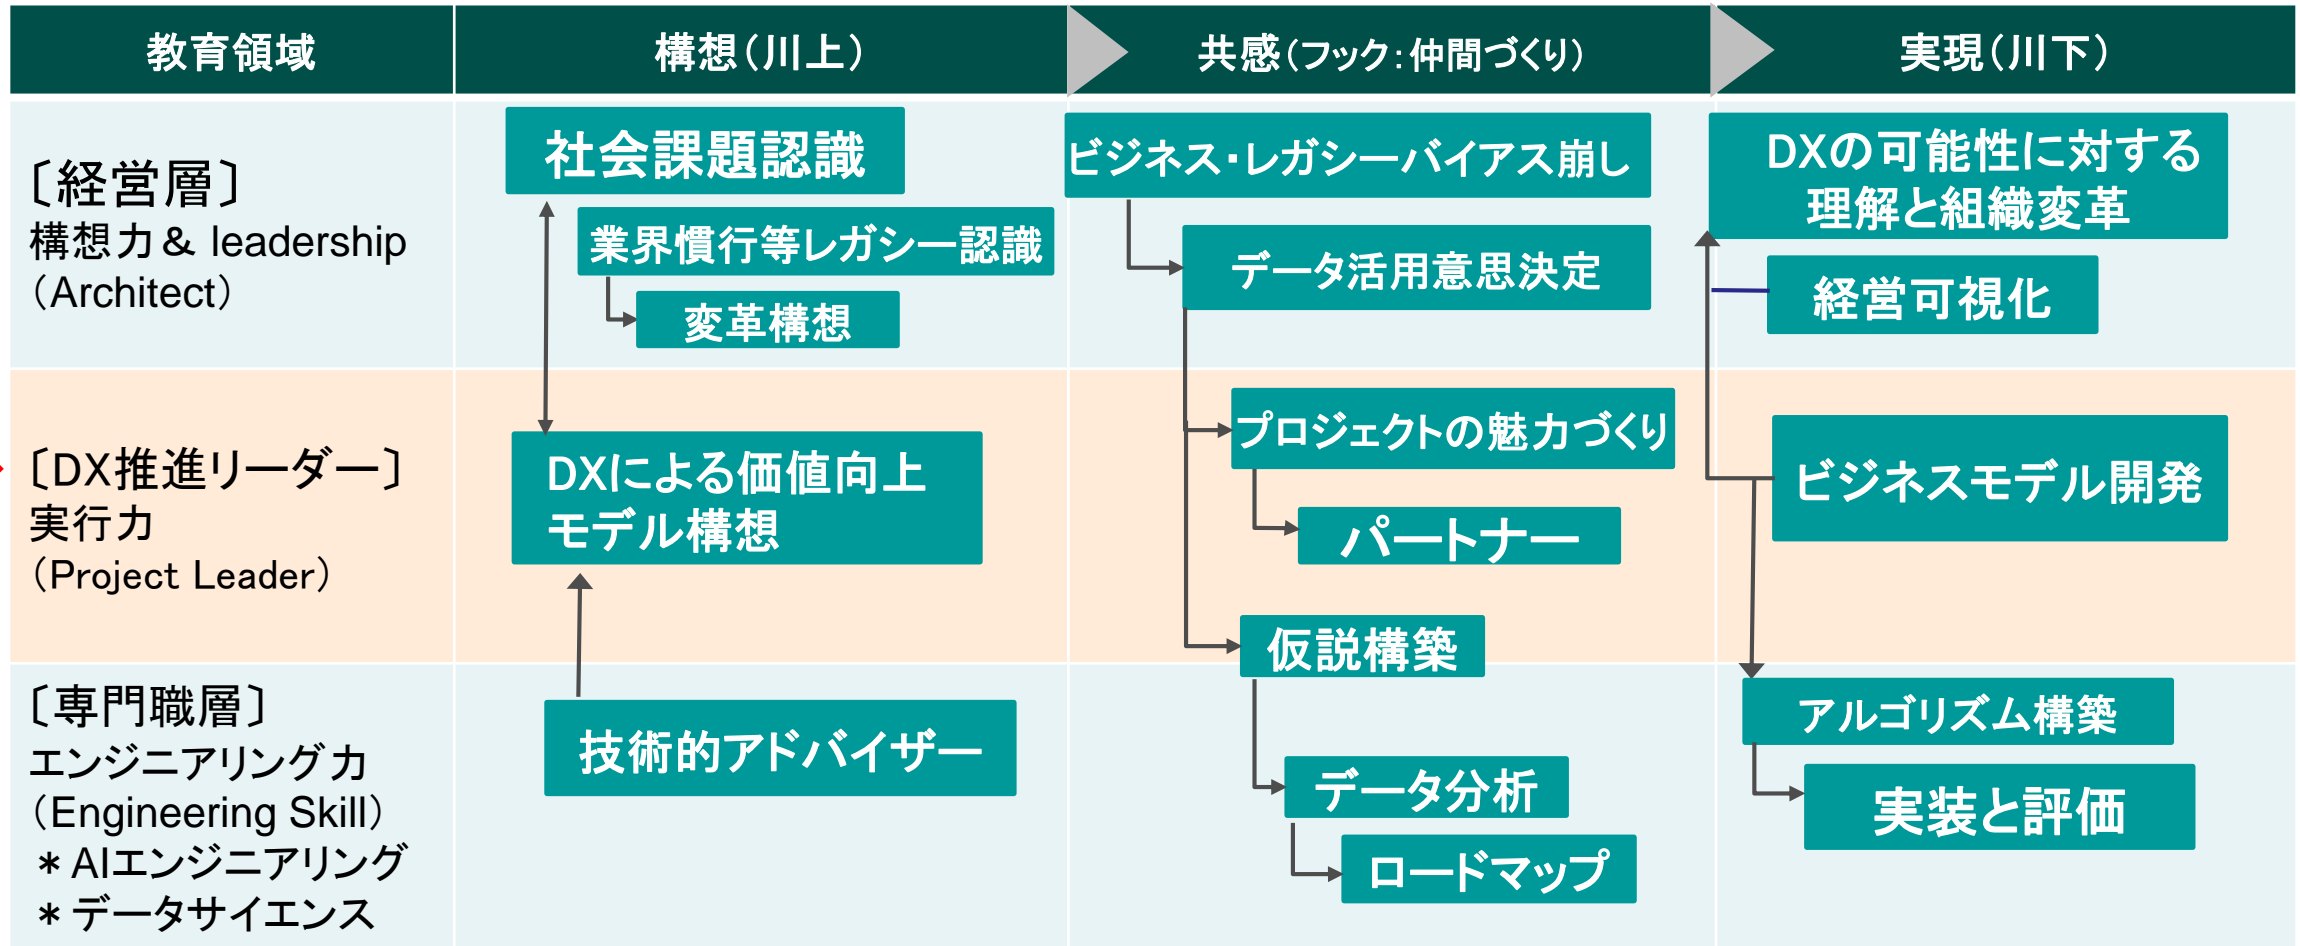 教育領域
構想（川上）
共感（フック：仲間づくり）
実現（川下）
〔経営層〕
構想力＆ leadership
（Architect）
社会課題認識
業界慣行等レガシー認識
変革構想
ビジネス・レガシーバイアス崩し
データ活用意思決定
DXの可能性に対する
理解と組織変革
経営可視化
〔DX推進リーダー〕
実行力
（Project Leader）
DXによる価値向上
モデル構想
プロジェクトの魅力づくり
パートナー
仮説構築
ビジネスモデル開発
〔専門職層〕
エンジニアリング力
（Engineering Skill）
＊AIエンジニアリング
＊データサイエンス
技術的アドバイザー
データ分析
ロードマップ
アルゴリズム構築
実装と評価